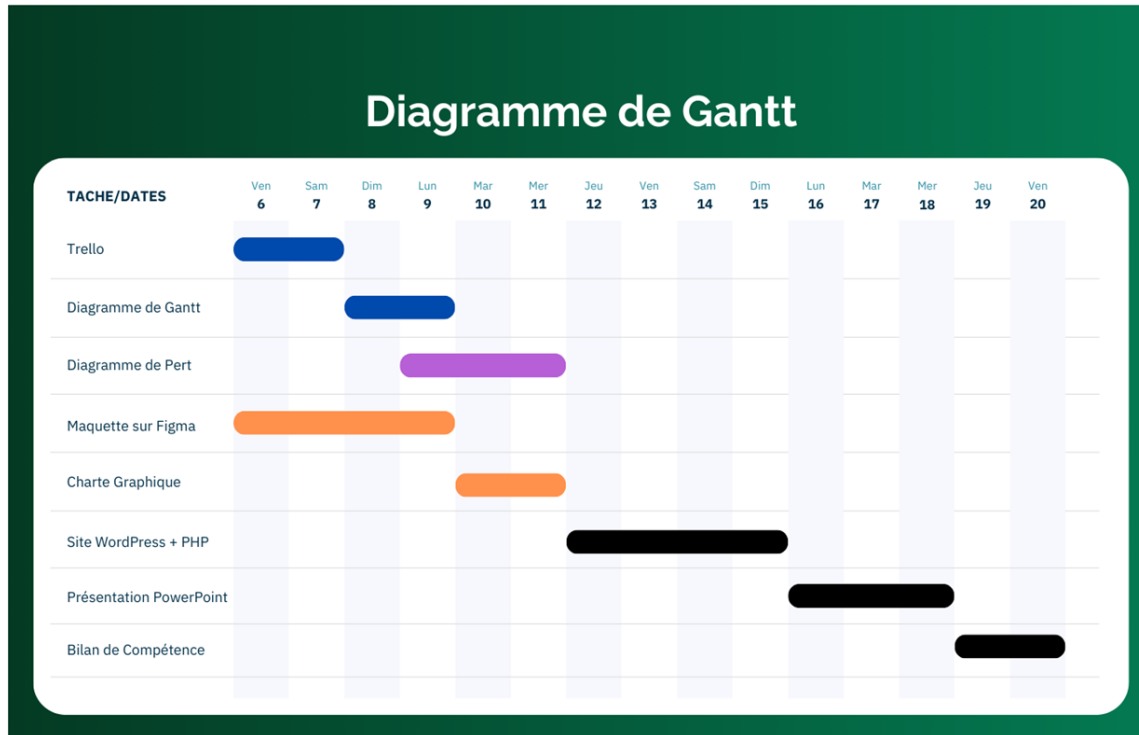 Diagramme de Gantt
TACHE/DATES
Ven Sam Dim Lun Mar Mer Jeu Ven Sam Dim Lun Mar Mer Jeu Ven
6 7 8 9 10 11 12 13 14 15 16 17 18 19 20
Trello
Diagramme de Gantt
Diagramme de Pert
Maquette sur Figma
Charte Graphique
Site WordPress + PHP
Présentation PowerPoint
Bilan de Compétence